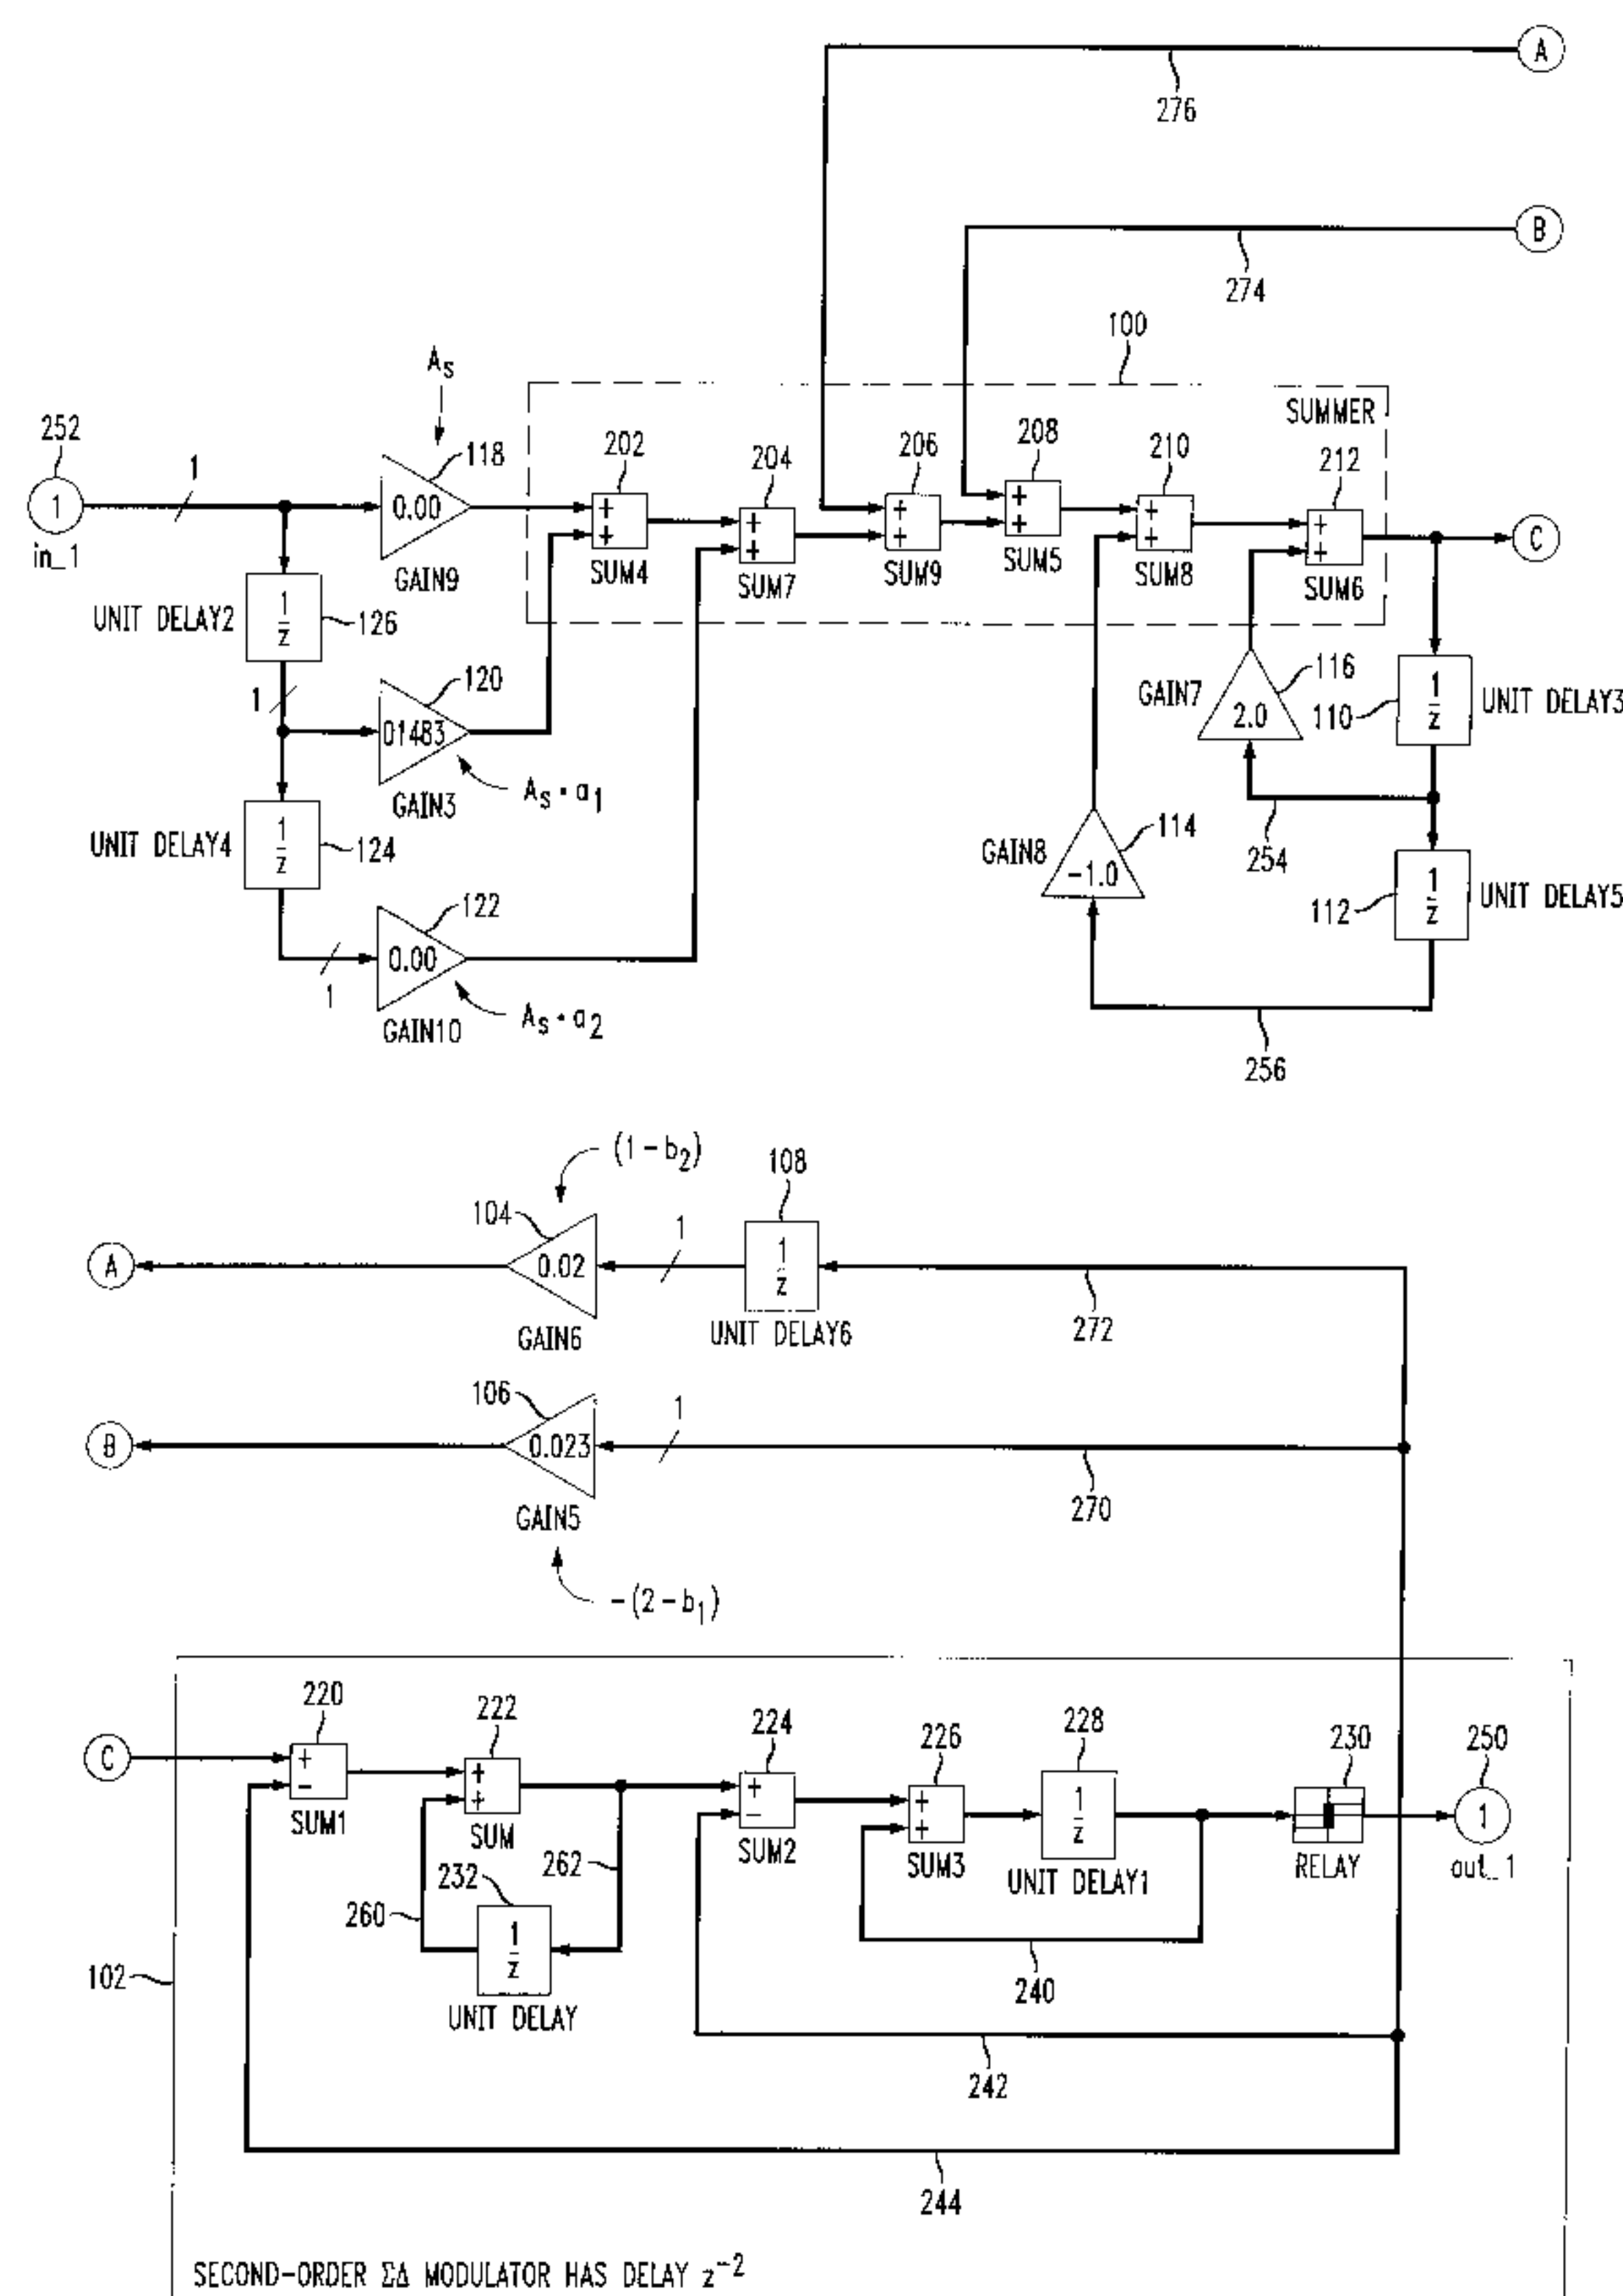 A
276
B
274
100
A_S
SUMMER
252
1
118
202
204
206
208
210
212
1
0.00
+
+
+
+
+
+
+
+
+
+
+
+
C
in_1
GAIN9
SUM4
SUM7
SUM9
SUM5
SUM8
SUM6
UNIT DELAY2
1/z
126
1
120
01483
GAIN3
A_S • a_1
GAIN7
116
2.0
110
1/z
UNIT DELAY3
UNIT DELAY4
1/z
124
GAIN8
114
-1.0
254
112
1/z
UNIT DELAY5
1
122
0.00
GAIN10
A_S • a_2
256
(1-b_2)
108
104
1
A
0.02
1/z
GAIN6
UNIT DELAY6
272
106
1
B
0.023
GAIN5
270
-(2-b_1)
220
222
224
226
228
230
250
C
+
-
+
+
+
-
+
+
1/z
1
SUM1
SUM
SUM2
SUM3
UNIT DELAY1
RELAY
out_1
262
232
260
1/z
UNIT DELAY
240
102
242
244
SECOND-ORDER ΣΔ MODULATOR HAS DELAY z^-2